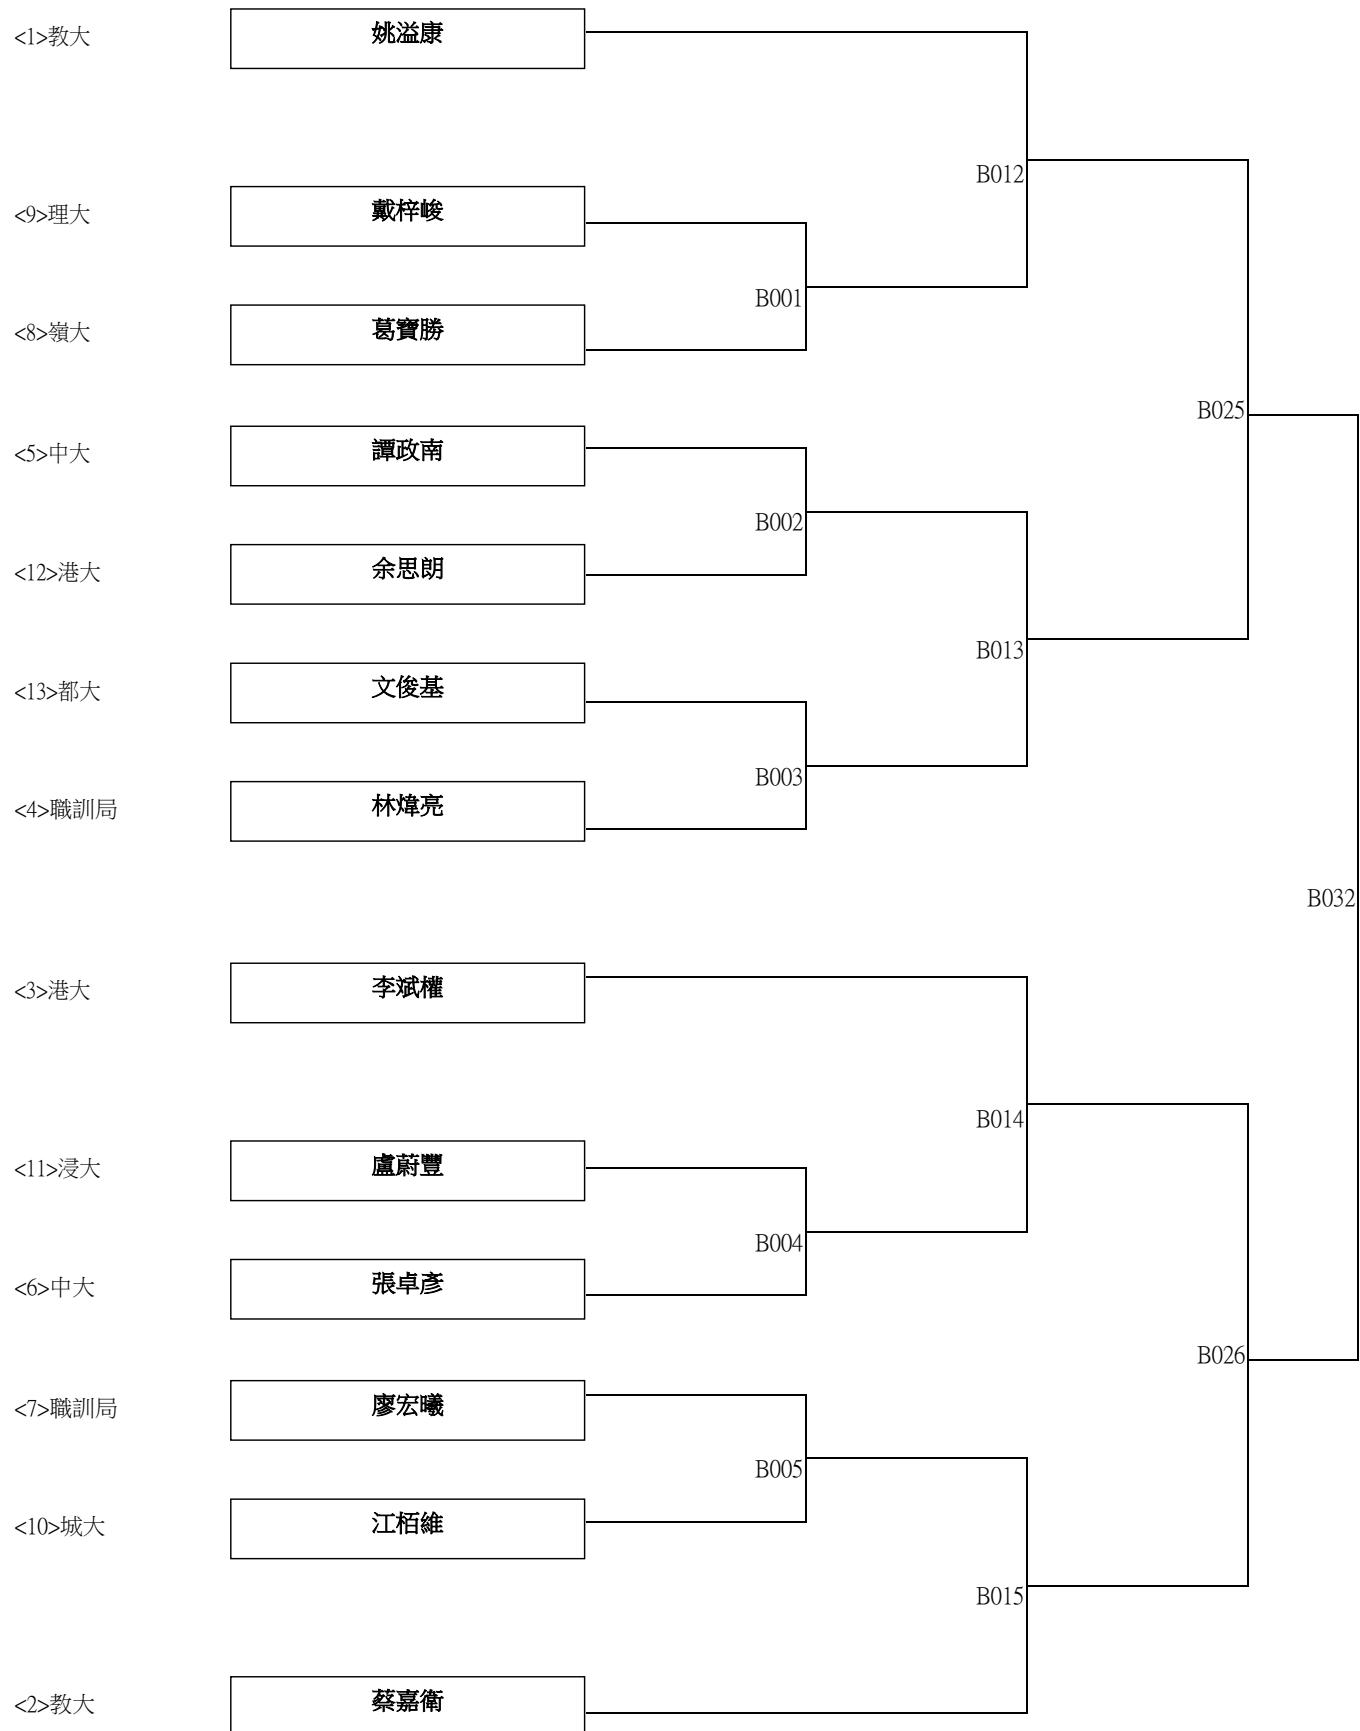 <1>教大
姚溢康
B012
<9>理大
戴梓峻
B001
<8>嶺大
葛寶勝
B025
<5>中大
譚政南
B002
<12>港大
余思朗
B013
<13>都大
文俊基
B003
<4>職訓局
林煒亮
B032
<3>港大
李斌權
B014
<11>浸大
盧蔚豐
B004
<6>中大
張卓彥
B026
<7>職訓局
廖宏曦
B005
<10>城大
江栢維
B015
<2>教大
蔡嘉衛